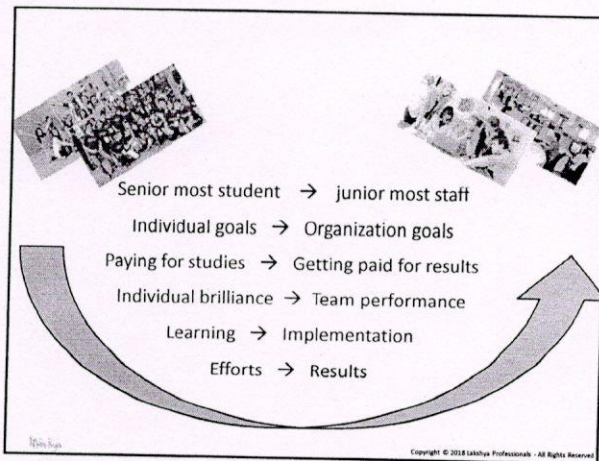 Senior most student → junior most staff
Individual goals → Organization goals
Paying for studies → Getting paid for results
Individual brilliance → Team performance
Learning → Implementation
Efforts → Results
Copyright © 2018 Lakshya Professionals - All Rights Reserved